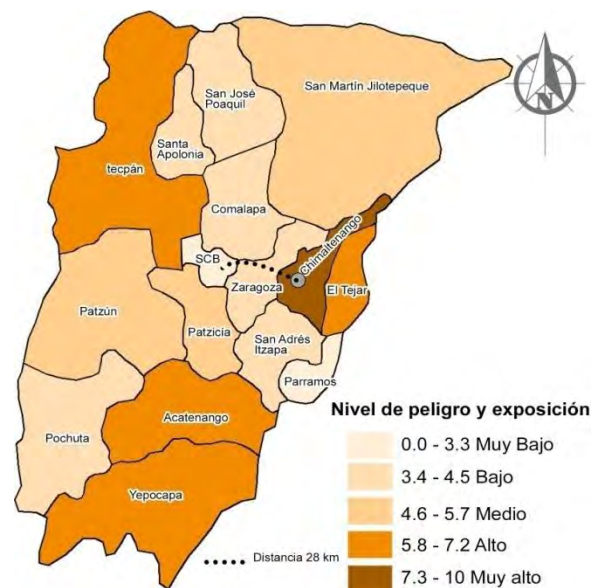 San José
Poaquil
San Martín Jilotepeque
N
Santa
Apolonia
tecpán
Comalapa
Chimaltenango
SCB
Zaragoza
El Tejar
Patzún
Patzicía
San Adrés
Itzapa
Parramos
Acatenango
Pochuta
Yepocapa
Nivel de peligro y exposición
0.0 - 3.3 Muy Bajo
3.4 - 4.5 Bajo
4.6 - 5.7 Medio
5.8 - 7.2 Alto
7.3 - 10 Muy alto
Distancia 28 km